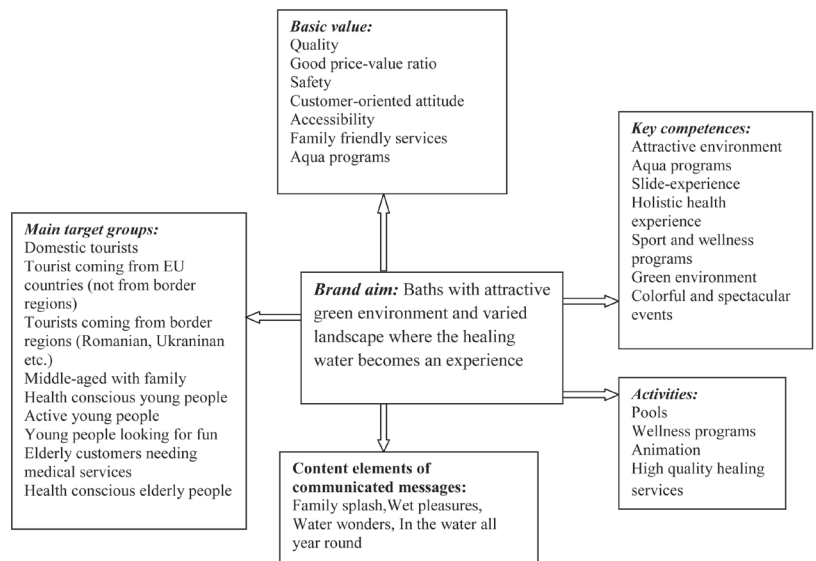 Basic value:
Quality
Good price-value ratio
Safety
Customer-oriented attitude
Accessibility
Family friendly services
Aqua programs
Key competences:
Attractive environment
Aqua programs
Slide-experience
Holistic health
experience
Sport and wellness
programs
Green environment
Colorful and spectacular
events
Main target groups:
Domestic tourists
Tourist coming from EU
countries (not from border
regions)
Tourists coming from border
regions (Romanian, Ukraninan
etc.)
Middle-aged with family
Health conscious young people
Active young people
Young people looking for fun
Elderly customers needing
medical services
Health conscious elderly people
Brand aim: Baths with attractive
green environment and varied
landscape where the healing
water becomes an experience
Activities:
Pools
Wellness programs
Animation
High quality healing
services
Content elements of
communicated messages:
Family splash,Wet pleasures,
Water wonders, In the water all
year round